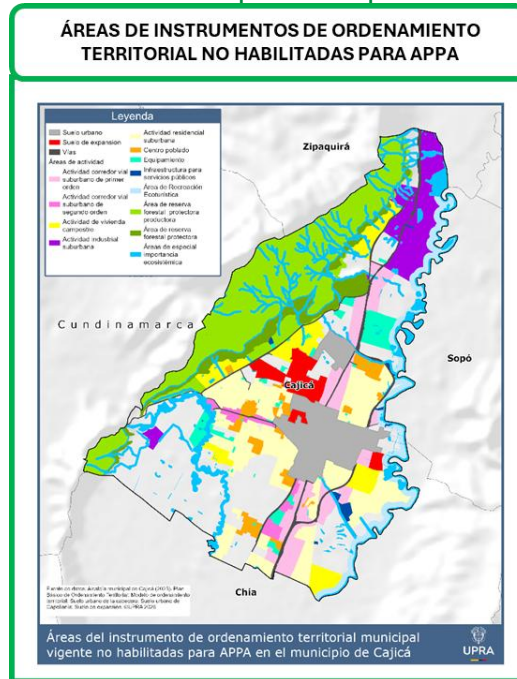 ÁREAS DE INSTRUMENTOS DE ORDENAMIENTO
TERRITORIAL NO HABILITADAS PARA APPA
Leyenda
Suelo urbano
Suelo de expansión
Vías
Áreas de actividad
Actividad corredor vial
suburbano de primer
orden
Actividad corredor vial
suburbano de
segundo orden
Actividad de vivienda
campestre
Actividad industrial
suburbana
Actividad residencial
suburbana
Centro poblado
Equipamiento
Infraestructura para
servicios públicos
Área de Recreación
Ecoturística
Área de reserva
forestal protectora
productora
Área de reserva
forestal protectora
Áreas de especial
importancia
ecosistémica
Zipaquirá
Cundinamarca
Sopó
Cajicá
Chía
Áreas del instrumento de ordenamiento territorial municipal
vigente no habilitadas para APPA en el municipio de Cajicá
UPRA